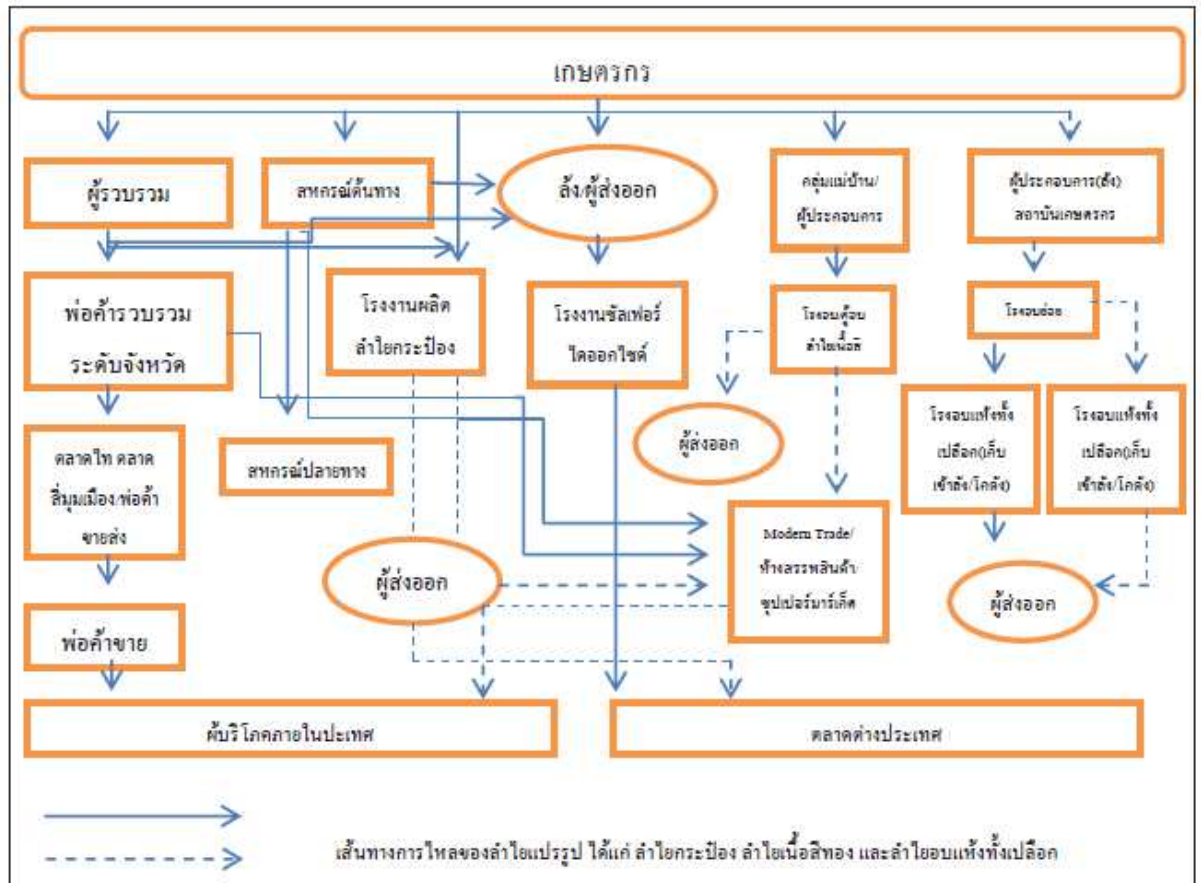 เกษตรกร
ผู้รวบรวม
สหกรณ์ต้นทาง
ล้ง/ผู้ส่งออก
กลุ่มแม่บ้าน/
ผู้ประกอบการ
ผู้ประกอบการ(ล้ง)
สถาบันเกษตรกร
พ่อค้ารวบรวม
ระดับจังหวัด
โรงงานผลิต
ลำไยกระป๋อง
โรงงานซัลเฟอร์
ไดออกไซด์
โรงอบตู้อบ
ลำไยเนื้อสี
โรงอบย่อย
ผู้ส่งออก
โรงอบแห้งทั้ง
เปลือก(เก็บ
เข้าลัง/โกดัง)
โรงอบแห้งทั้ง
เปลือก(เก็บ
เข้าลัง/โกดัง)
ตลาดไท ตลาด
สี่มุมเมือง/พ่อค้า
ขายส่ง
สหกรณ์ปลายทาง
Modern Trade/
ห้างสรรพสินค้า/
ซุปเปอร์มาร์เก็ต
ผู้ส่งออก
ผู้ส่งออก
พ่อค้าขาย
ผู้บริโภคภายในประเทศ
ตลาดต่างประเทศ
เส้นทางการไหลของลำไยแปรรูป ได้แก่ ลำไยกระป๋อง ลำไยเนื้อสีทอง และลำไยอบแห้งทั้งเปลือก